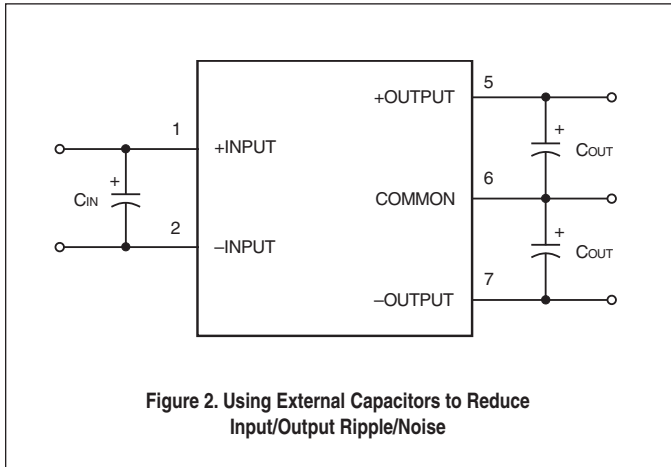 5
+OUTPUT
+
1
+INPUT
COUT
+
CIN
6
COMMON
+
2
–INPUT
COUT
7
–OUTPUT
Figure 2. Using External Capacitors to Reduce
Input/Output Ripple/Noise